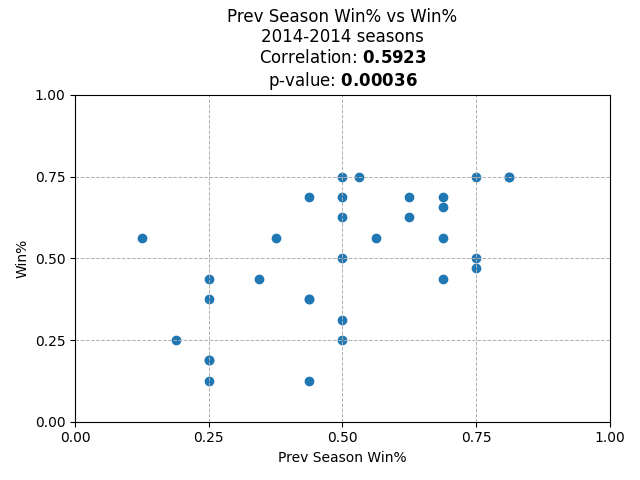 Prev Season Win% vs Win%
2014-2014 seasons
Correlation: 0.5923
p-value: 0.00036
1.00
0.75
0.50
0.25
0.00
Win%
0.00 0.25 0.50 0.75 1.00
Prev Season Win%